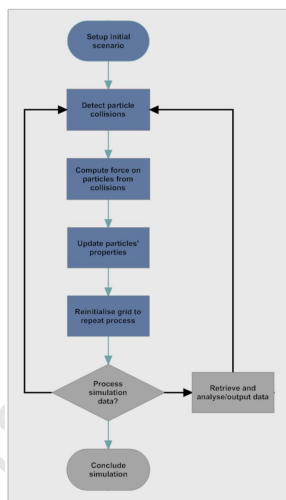 Setup initial
scenario
Detect particle
collisions
Compute force on
particles from
collisions
Update particles'
properties
Reinitialise grid to
repeat process
Process
simulation
data?
Retrieve and
analyse/output data
Conclude
simulation